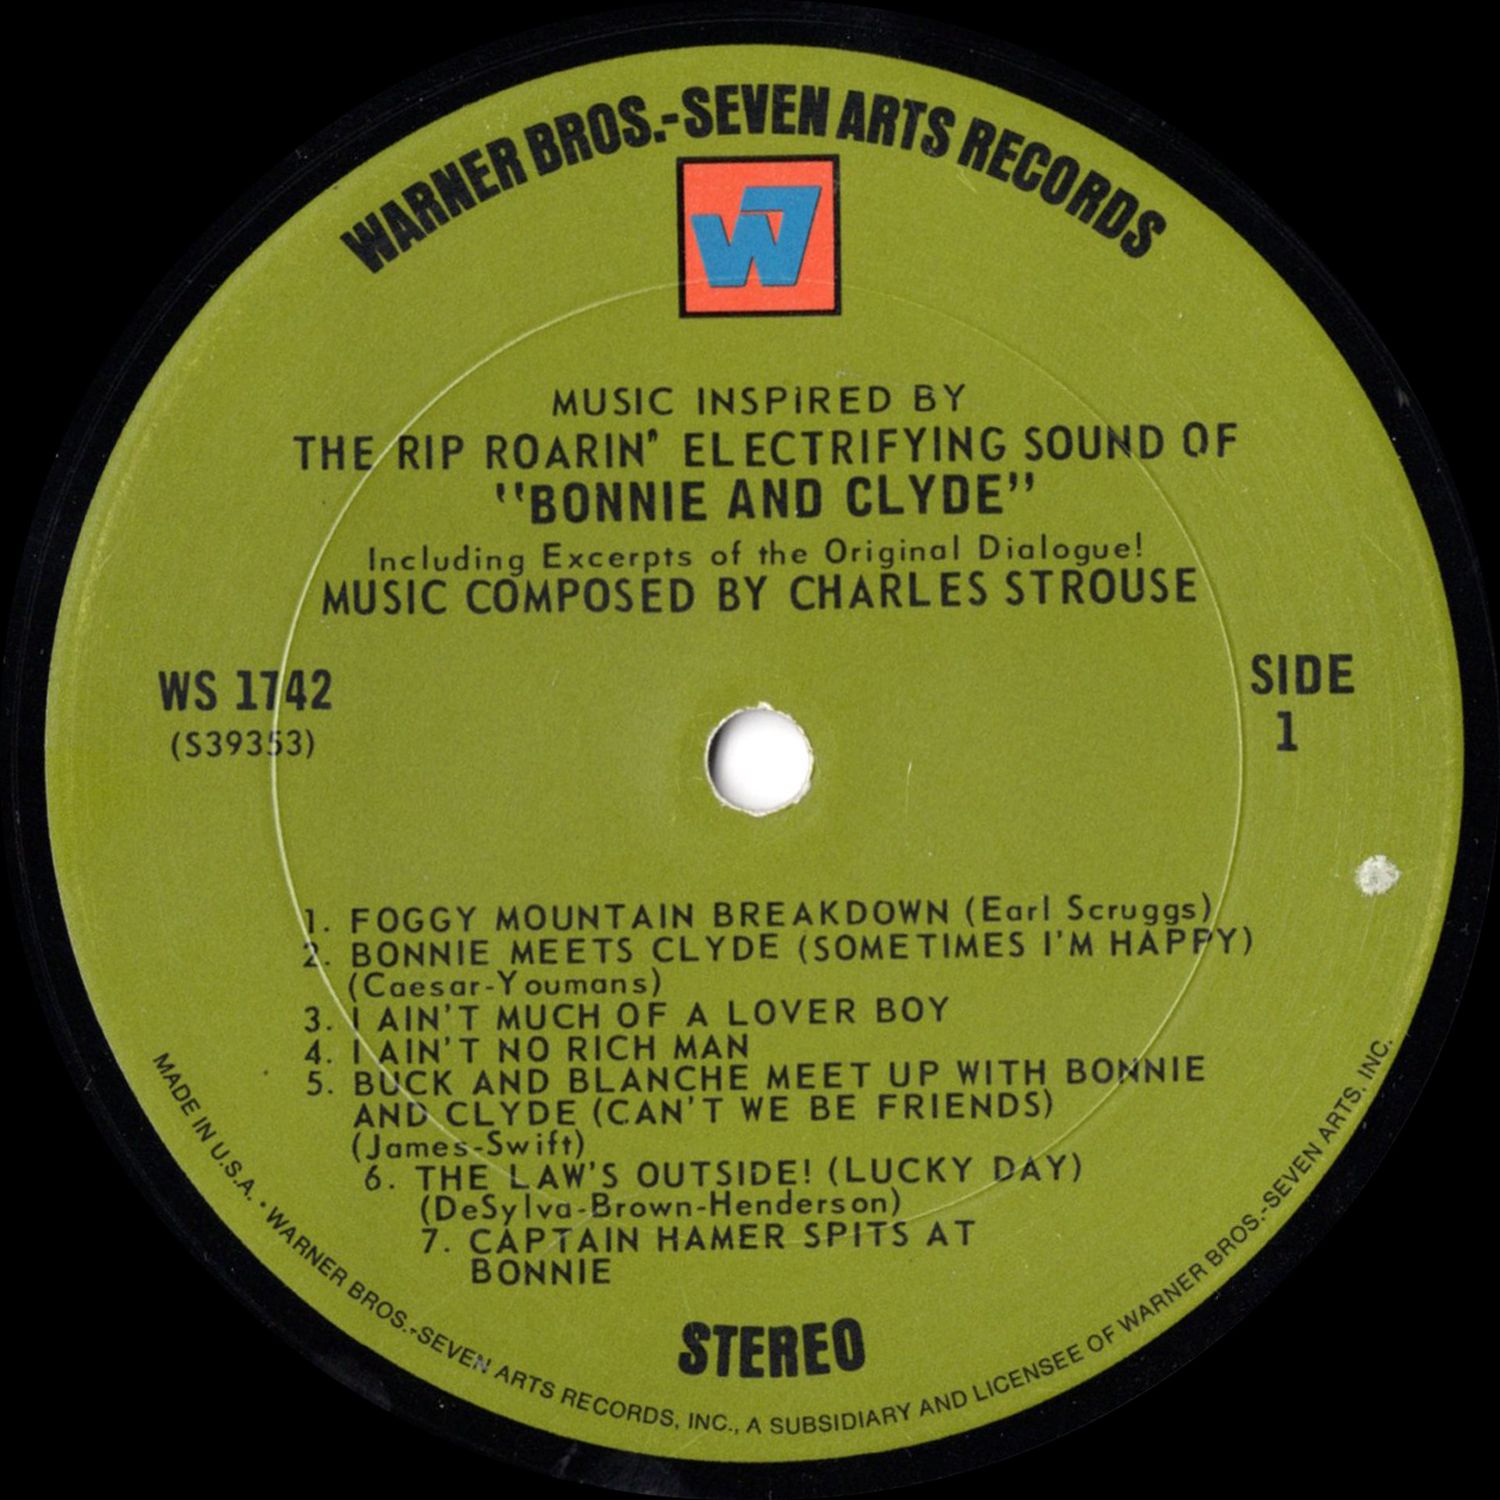 WARNER BROS.-SEVEN ARTS RECORDS
W7
MUSIC INSPIRED BY
THE RIP ROARIN' ELECTRIFYING SOUND OF
"BONNIE AND CLYDE"
Including Excerpts of the Original Dialogue!
MUSIC COMPOSED BY CHARLES STROUSE
WS 1742
(S39353)
SIDE
1
1. FOGGY MOUNTAIN BREAKDOWN (Earl Scruggs)
2. BONNIE MEETS CLYDE (SOMETIMES I'M HAPPY)
(Caesar-Youmans)
3. I AIN'T MUCH OF A LOVER BOY
4. I AIN'T NO RICH MAN
5. BUCK AND BLANCHE MEET UP WITH BONNIE
AND CLYDE (CAN'T WE BE FRIENDS)
(James-Swift)
6. THE LAW'S OUTSIDE! (LUCKY DAY)
(DeSylva-Brown-Henderson)
7. CAPTAIN HAMER SPITS AT
BONNIE
STEREO
MADE IN U.S.A. • WARNER BROS.-SEVEN ARTS RECORDS, INC., A SUBSIDIARY AND LICENSEE OF WARNER BROS.-SEVEN ARTS, INC.